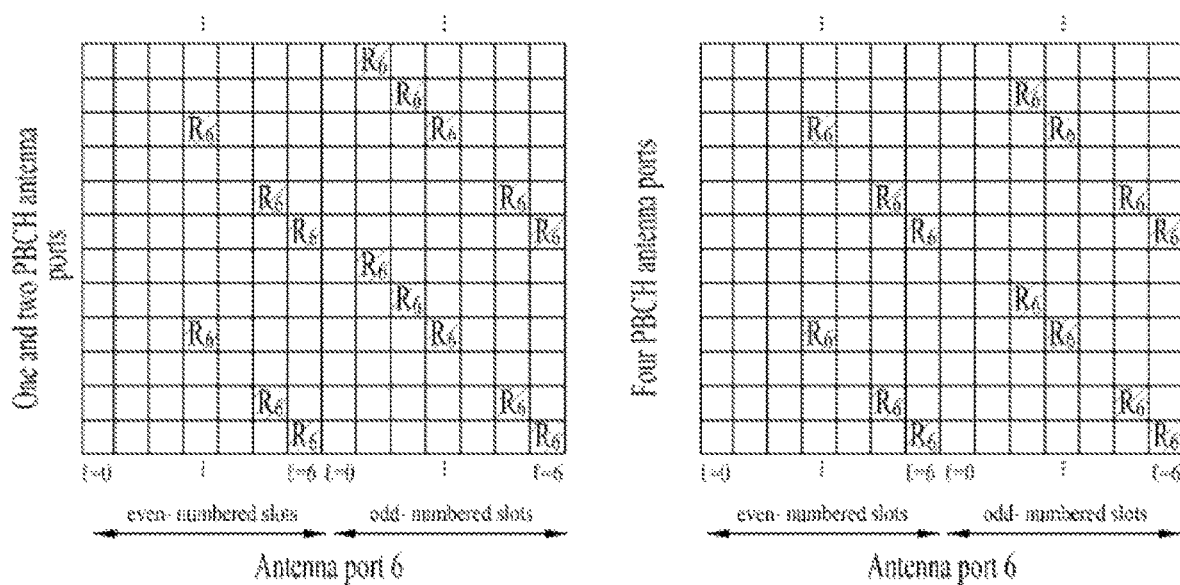 One and two PBCH antenna
ports
R₆
R₆
R₆ R₆
R₆ R₆
R₆ R₆
R₆
R₆
R₆ R₆
R₆ R₆
R₆ R₆
ℓ=0 ℓ=6 ℓ=0 ℓ=6
even- numbered slots odd- numbered slots
Antenna port 6
Four PBCH antenna ports
R₆
R₆ R₆
R₆ R₆
R₆ R₆
R₆
R₆ R₆
R₆ R₆
R₆ R₆
ℓ=0 ℓ=6 ℓ=0 ℓ=6
even- numbered slots odd- numbered slots
Antenna port 6